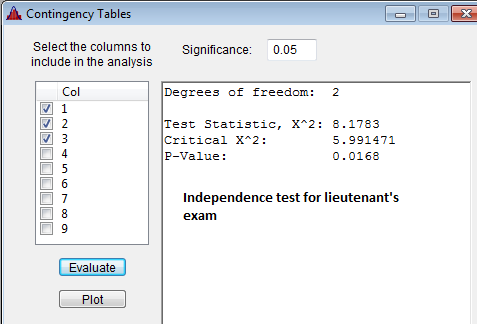 Contingency Tables
Select the columns to
include in the analysis
Significance: 0.05
Col
1
2
3
4
5
6
7
8
9
Evaluate
Plot
Degrees of freedom: 2
Test Statistic, X^2: 8.1783
Critical X^2: 5.991471
P-Value: 0.0168
Independence test for lieutenant's
exam